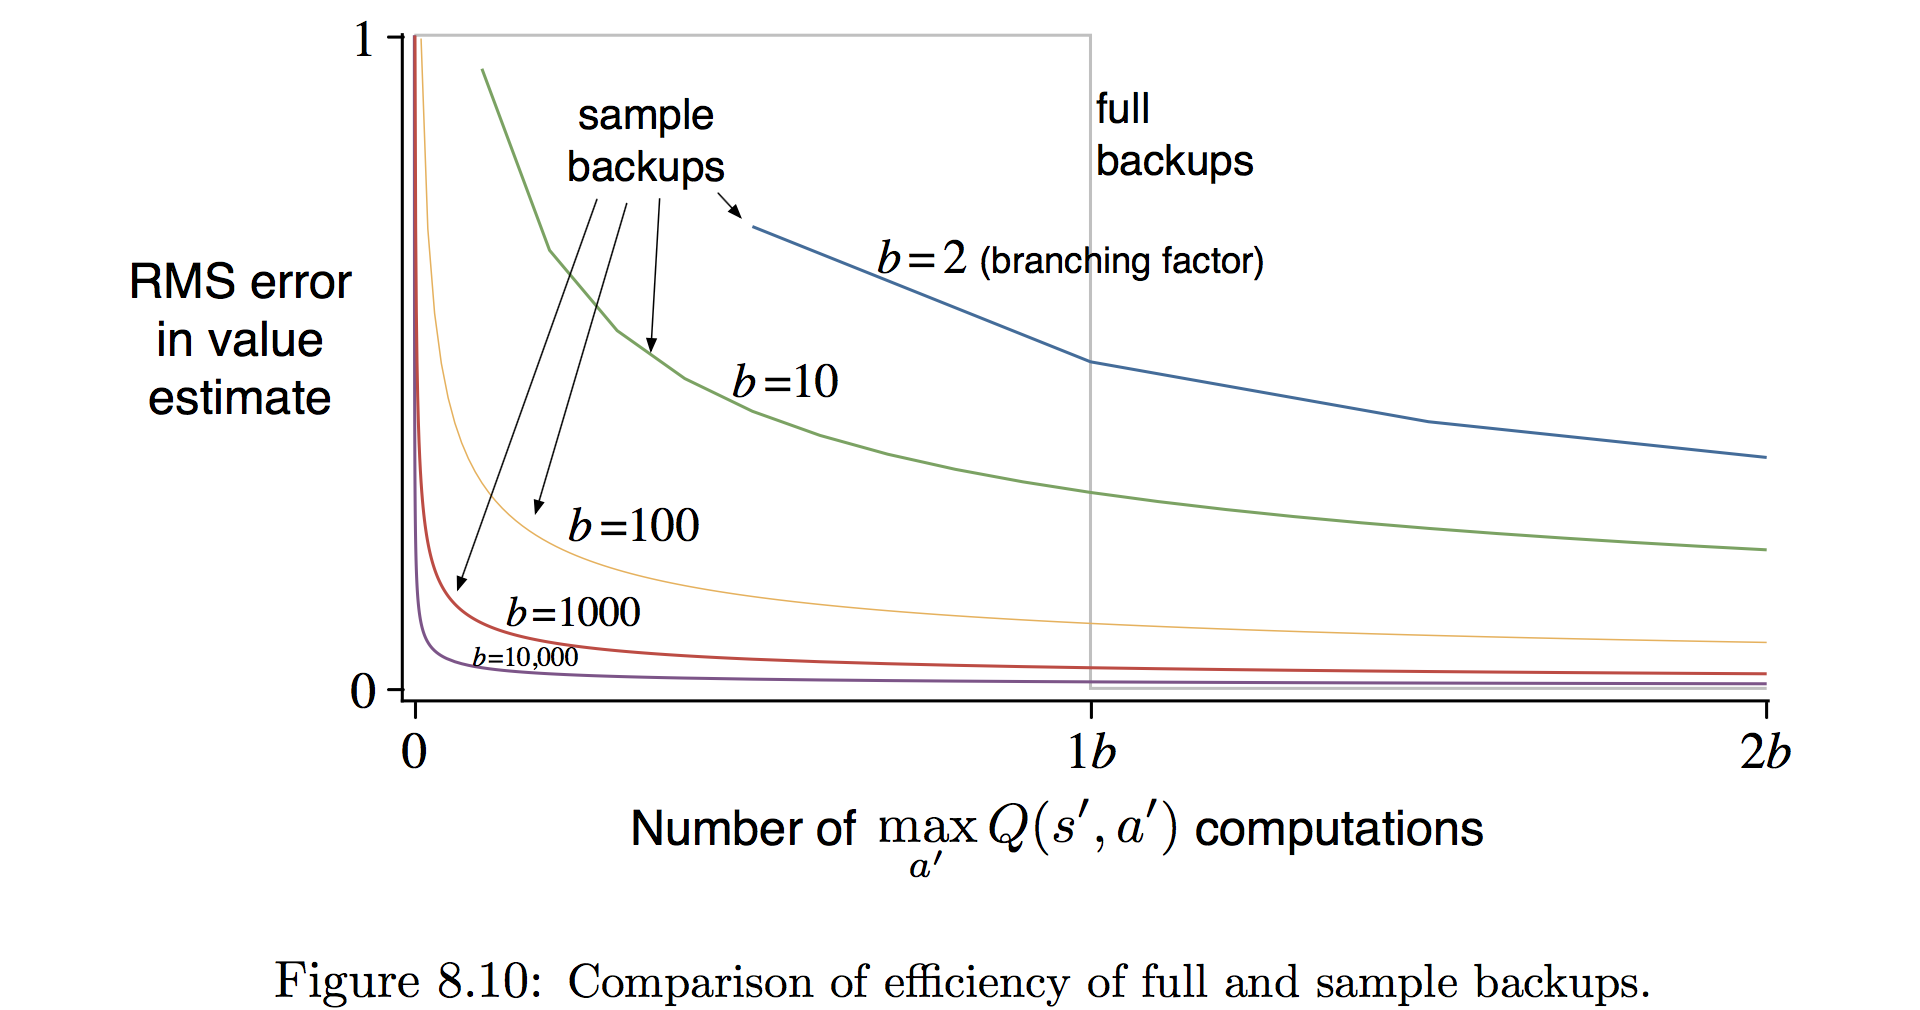 1
sample
backups
full
backups
RMS error
in value
estimate
b=2 (branching factor)
b=10
b=100
b=1000
b=10,000
0
0
1b
2b
Number of max Q(s′, a′) computations
a′
Figure 8.10: Comparison of efficiency of full and sample backups.